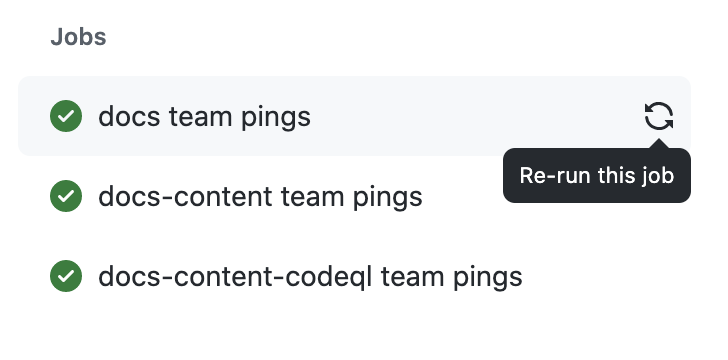 Jobs
docs team pings
Re-run this job
docs-content team pings
docs-content-codeql team pings